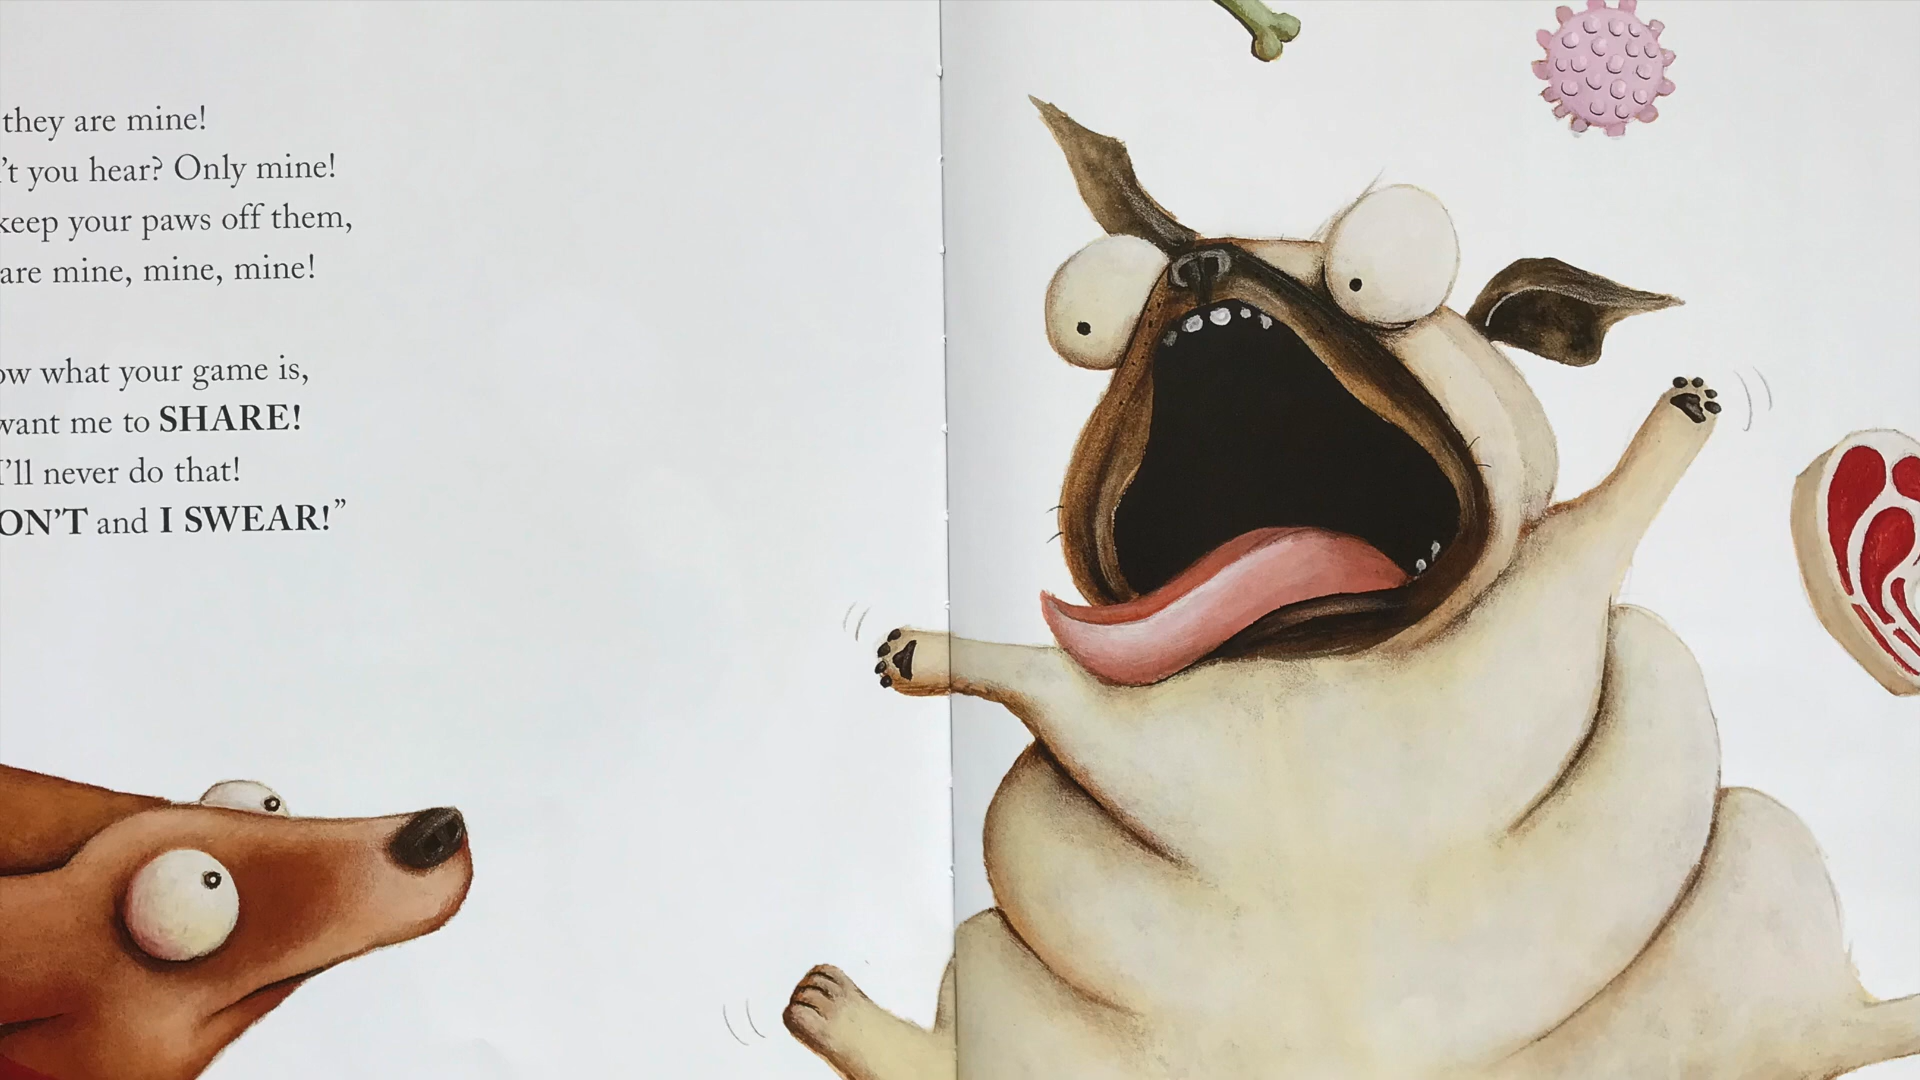 they are mine!
't you hear? Only mine!
keep your paws off them,
are mine, mine, mine!
ow what your game is,
want me to SHARE!
I'll never do that!
ON'T and I SWEAR!”